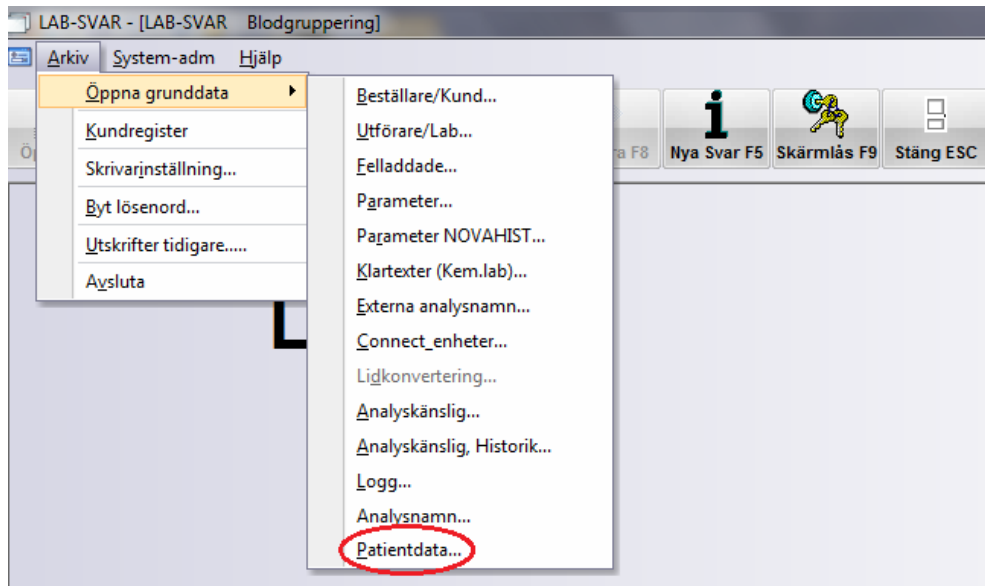 LAB-SVAR - [LAB-SVAR Blodgruppering]
Arkiv System-adm Hjälp
Öppna grunddata
Kundregister
Skrivarinställning...
Byt lösenord...
Utskrifter tidigare.....
Avsluta
Beställare/Kund...
Utförare/Lab...
Felladdade...
Parameter...
Parameter NOVAHIST...
Klartexter (Kem.lab)...
Externa analysnamn...
Connect_enheter...
Lidkonvertering...
Analyskänslig...
Analyskänslig, Historik...
Logg...
Analysnamn...
Patientdata...
F8
Nya Svar F5
Skärmlås F9
Stäng ESC